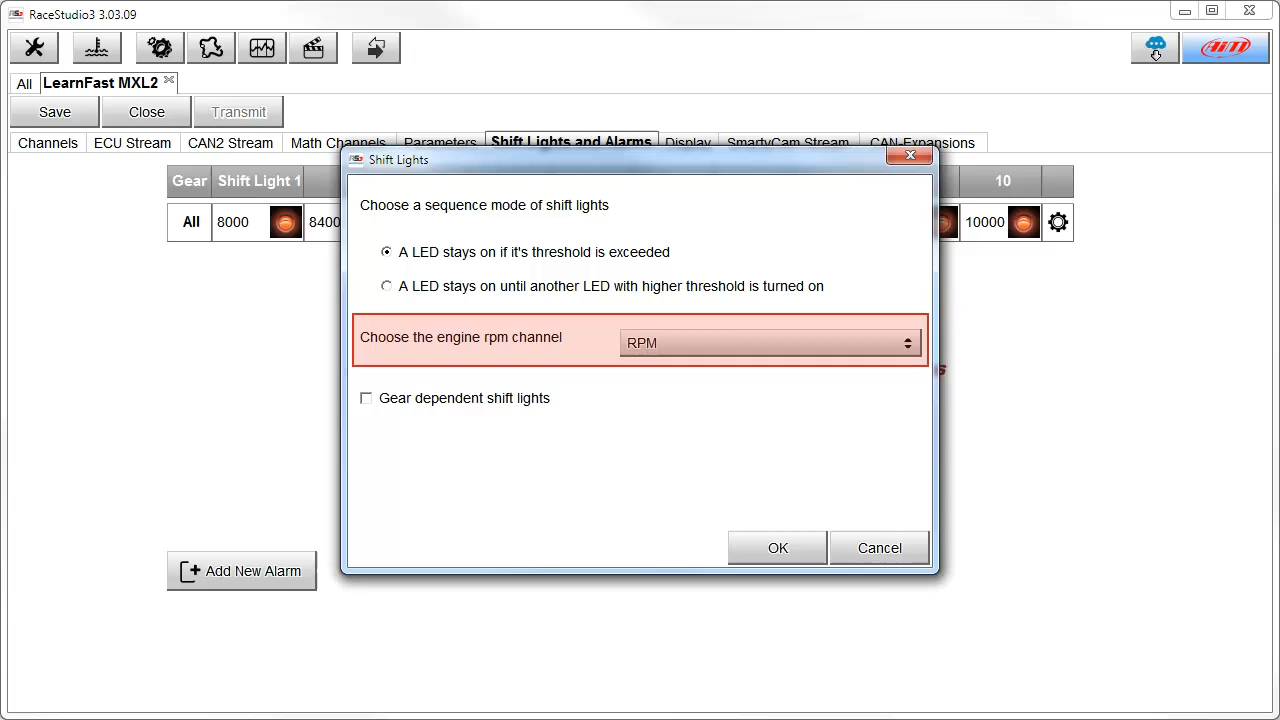 RaceStudio3 3.03.09
AiM
All LearnFast MXL2
Save Close Transmit
Channels ECU Stream CAN2 Stream Math Channels Parameters Shift Lights and Alarms Display SmartyCam Stream CAN-Expansions
Shift Lights
Gear Shift Light 1 10
All 8000 8400 10000
Choose a sequence mode of shift lights
A LED stays on if it's threshold is exceeded
A LED stays on until another LED with higher threshold is turned on
Choose the engine rpm channel RPM
Gear dependent shift lights
OK Cancel
Add New Alarm